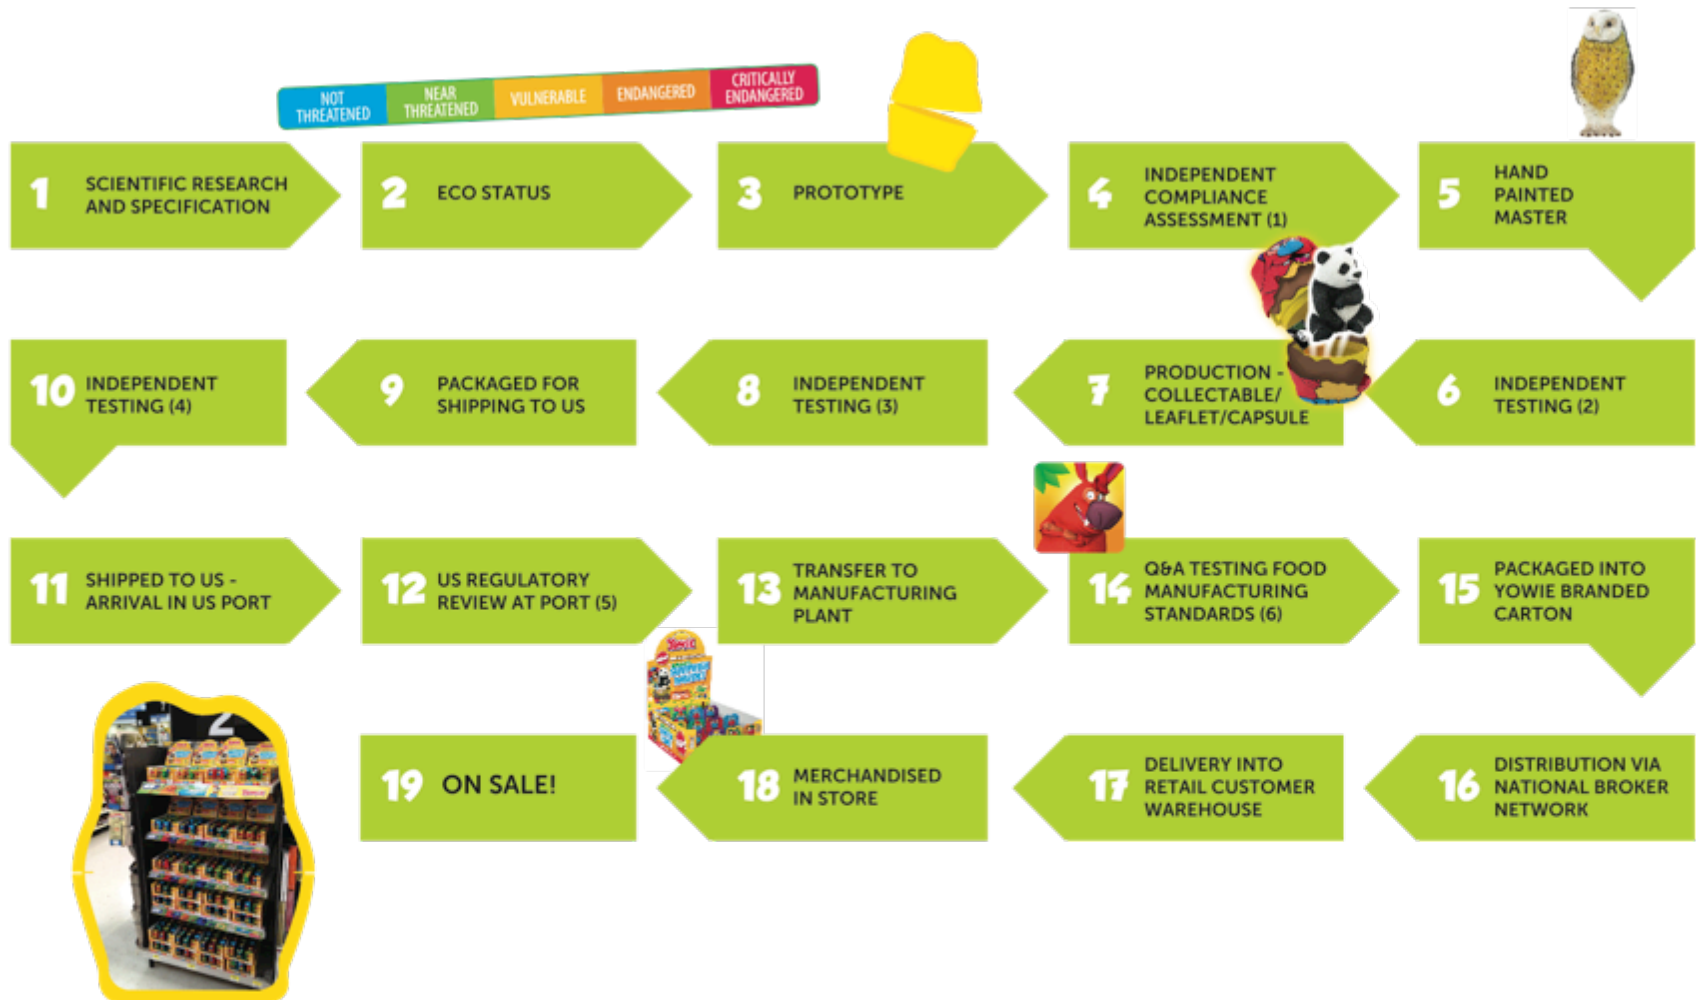 NOT
THREATENED
NEAR
THREATENED
VULNERABLE
ENDANGERED
CRITICALLY
ENDANGERED
1
SCIENTIFIC RESEARCH
AND SPECIFICATION
2
ECO STATUS
3
PROTOTYPE
4
INDEPENDENT
COMPLIANCE
ASSESSMENT (1)
5
HAND
PAINTED
MASTER
6
INDEPENDENT
TESTING (2)
7
PRODUCTION -
COLLECTABLE/
LEAFLET/CAPSULE
8
INDEPENDENT
TESTING (3)
9
PACKAGED FOR
SHIPPING TO US
10
INDEPENDENT
TESTING (4)
11
SHIPPED TO US -
ARRIVAL IN US PORT
12
US REGULATORY
REVIEW AT PORT (5)
13
TRANSFER TO
MANUFACTURING
PLANT
14
Q&A TESTING FOOD
MANUFACTURING
STANDARDS (6)
15
PACKAGED INTO
YOWIE BRANDED
CARTON
16
DISTRIBUTION VIA
NATIONAL BROKER
NETWORK
17
DELIVERY INTO
RETAIL CUSTOMER
WAREHOUSE
18
MERCHANDISED
IN STORE
19
ON SALE!
2